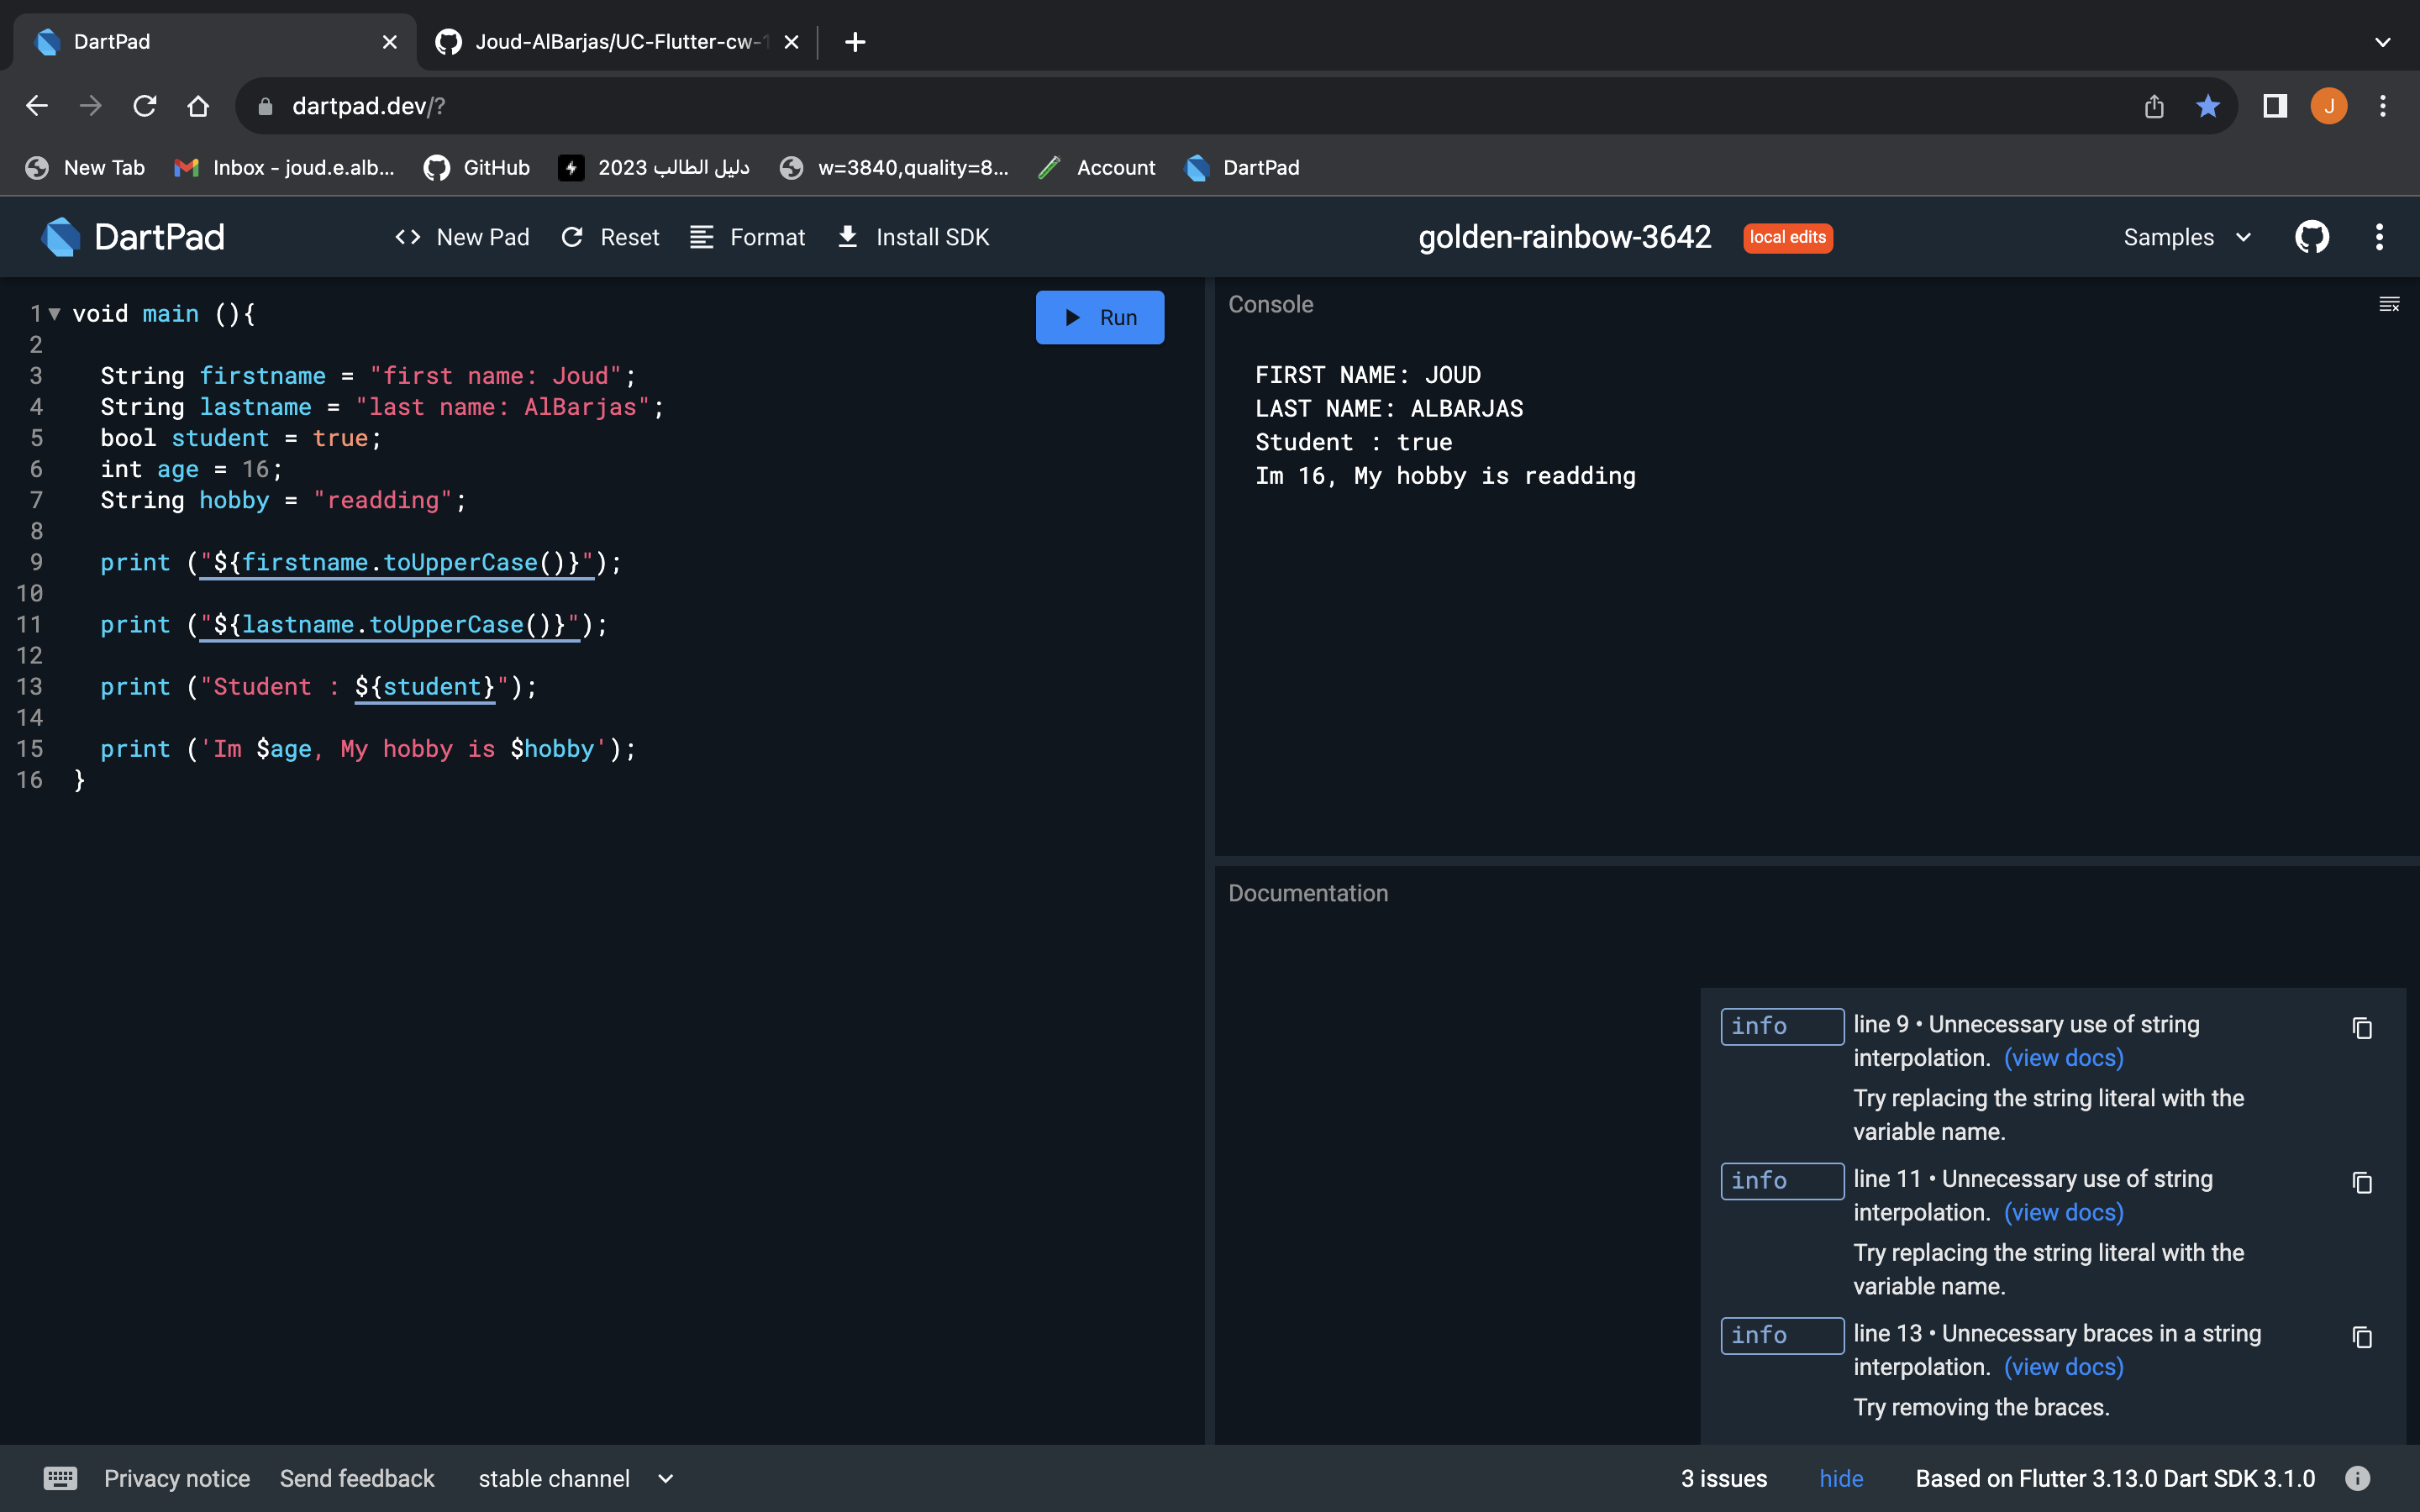 DartPad
Joud-AlBarjas/UC-Flutter-cw-1
dartpad.dev/?
J
New Tab
Inbox - joud.e.alb...
GitHub
دليل الطالب 2023
w=3840,quality=8...
Account
DartPad
DartPad
<> New Pad
Reset
Format
Install SDK
golden-rainbow-3642
local edits
Samples
1 void main (){
2
3 String firstname = "first name: Joud";
4 String lastname = "last name: AlBarjas";
5 bool student = true;
6 int age = 16;
7 String hobby = "readding";
8
9 print ("${firstname.toUpperCase()}");
10
11 print ("${lastname.toUpperCase()}");
12
13 print ("Student : ${student}");
14
15 print ('Im $age, My hobby is $hobby');
16 }
Run
Console
FIRST NAME: JOUD
LAST NAME: ALBARJAS
Student : true
Im 16, My hobby is readding
Documentation
info line 9 • Unnecessary use of string
interpolation. (view docs)
Try replacing the string literal with the
variable name.
info line 11 • Unnecessary use of string
interpolation. (view docs)
Try replacing the string literal with the
variable name.
info line 13 • Unnecessary braces in a string
interpolation. (view docs)
Try removing the braces.
Privacy notice
Send feedback
stable channel
3 issues
hide
Based on Flutter 3.13.0 Dart SDK 3.1.0